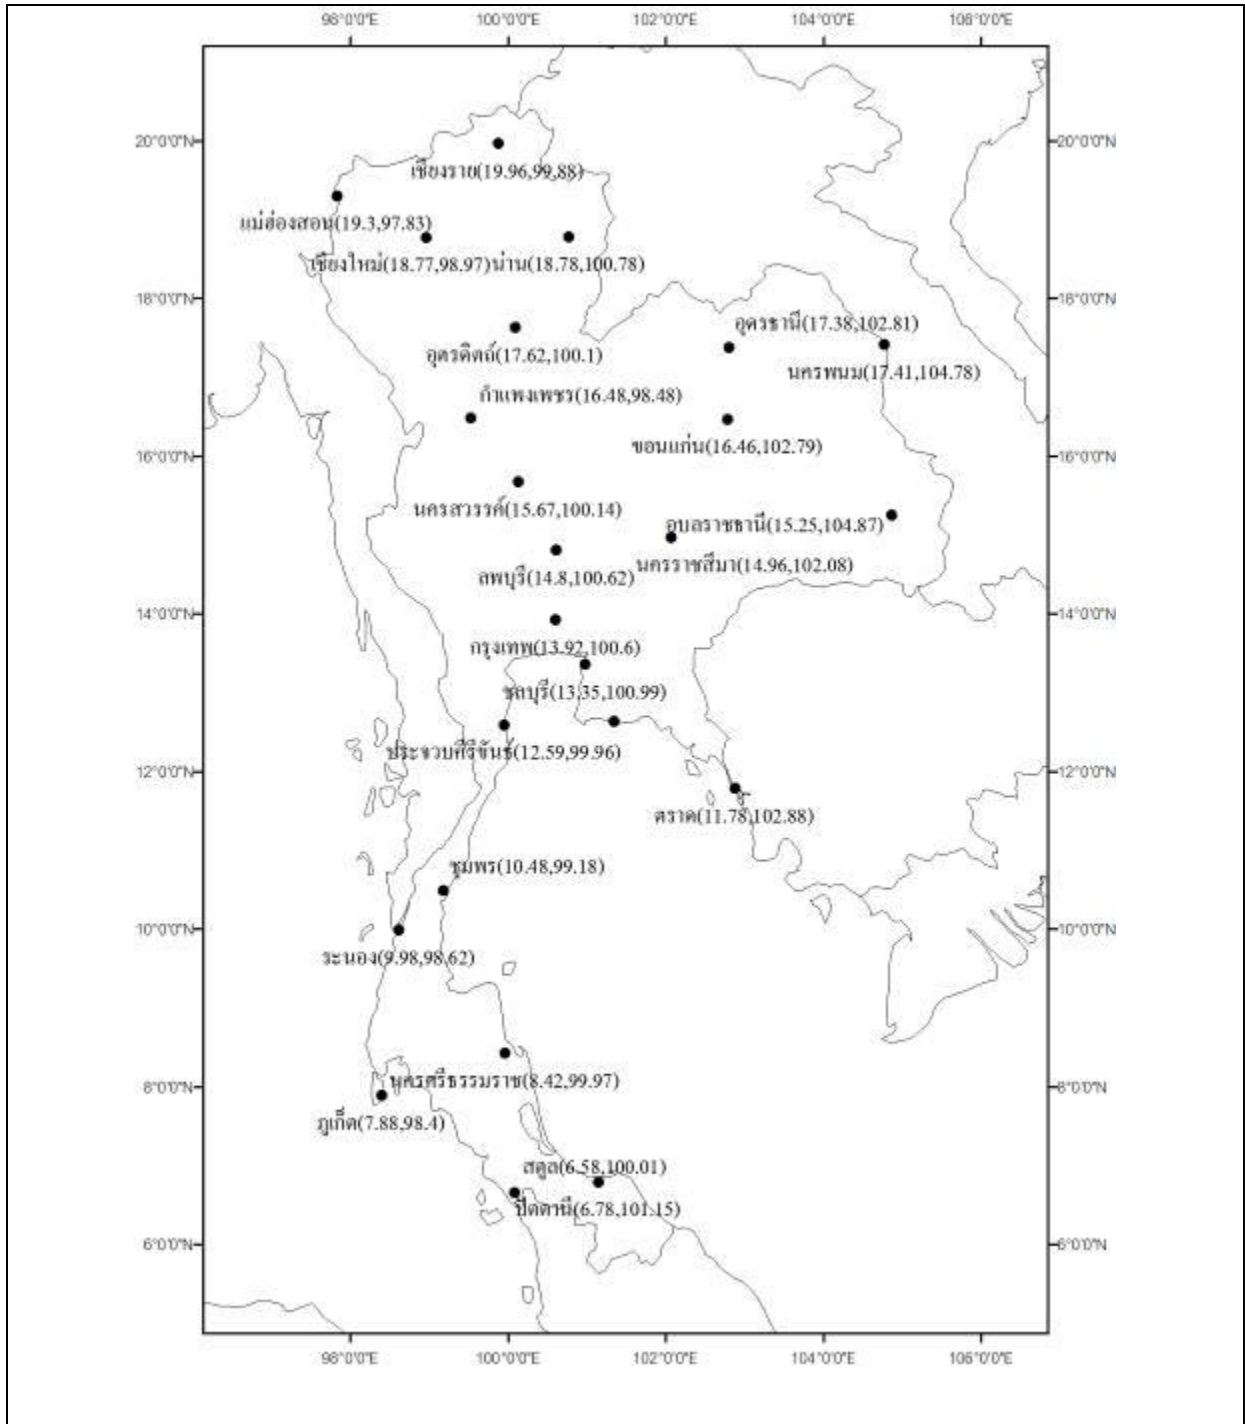 98°0'0"E 100°0'0"E 102°0'0"E 104°0'0"E 106°0'0"E
20°0'0"N 20°0'0"N
เชียงราย(19.96,99.88)
แม่ฮ่องสอน(19.3,97.83)
เชียงใหม่(18.77,98.97) น่าน(18.78,100.78)
18°0'0"N 18°0'0"N
อุดรธานี(17.38,102.81)
อุตรดิตถ์(17.62,100.1)
นครพนม(17.41,104.78)
กำแพงเพชร(16.48,98.48)
ขอนแก่น(16.46,102.79)
16°0'0"N 16°0'0"N
นครสวรรค์(15.67,100.14)
อุบลราชธานี(15.25,104.87)
นครราชสีมา(14.96,102.08)
ลพบุรี(14.8,100.62)
14°0'0"N 14°0'0"N
กรุงเทพ(13.92,100.6)
ชลบุรี(13.35,100.99)
ประจวบคีรีขันธ์(12.59,99.96)
12°0'0"N 12°0'0"N
ตราด(11.78,102.88)
ชุมพร(10.48,99.18)
10°0'0"N 10°0'0"N
ระนอง(9.98,98.62)
นครศรีธรรมราช(8.42,99.97)
8°0'0"N 8°0'0"N
ภูเก็ต(7.88,98.4)
สตูล(6.58,100.01)
ปัตตานี(6.78,101.15)
6°0'0"N 6°0'0"N
98°0'0"E 100°0'0"E 102°0'0"E 104°0'0"E 106°0'0"E